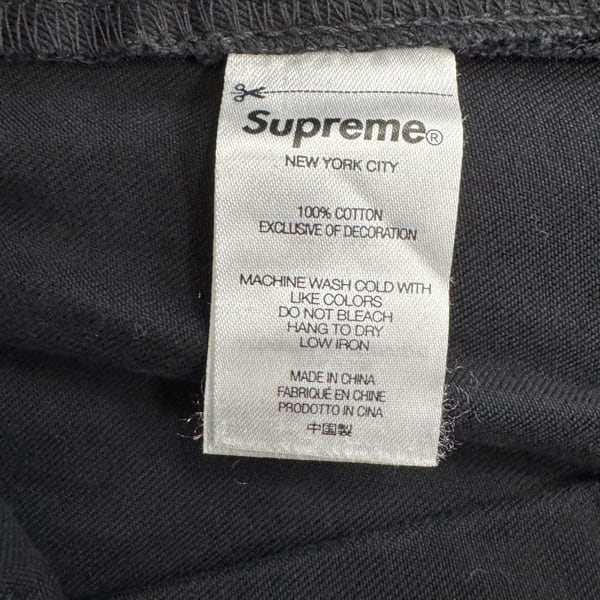 Supreme®
NEW YORK CITY
100% COTTON
EXCLUSIVE OF DECORATION
MACHINE WASH COLD WITH
LIKE COLORS
DO NOT BLEACH
HANG TO DRY
LOW IRON
MADE IN CHINA
FABRIQUÉ EN CHINE
PRODOTTO IN CINA
中国製